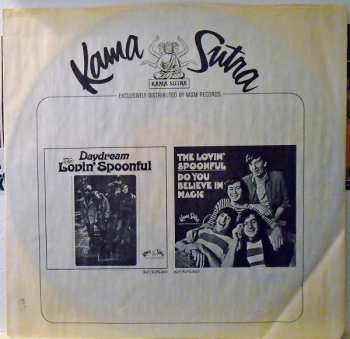 Kama Sutra
KAMA SUTRA
EXCLUSIVELY DISTRIBUTED BY MGM RECORDS
Daydream
The Lovin' Spoonful
THE LOVIN'
SPOONFUL
DO YOU
BELIEVE IN
MAGIC